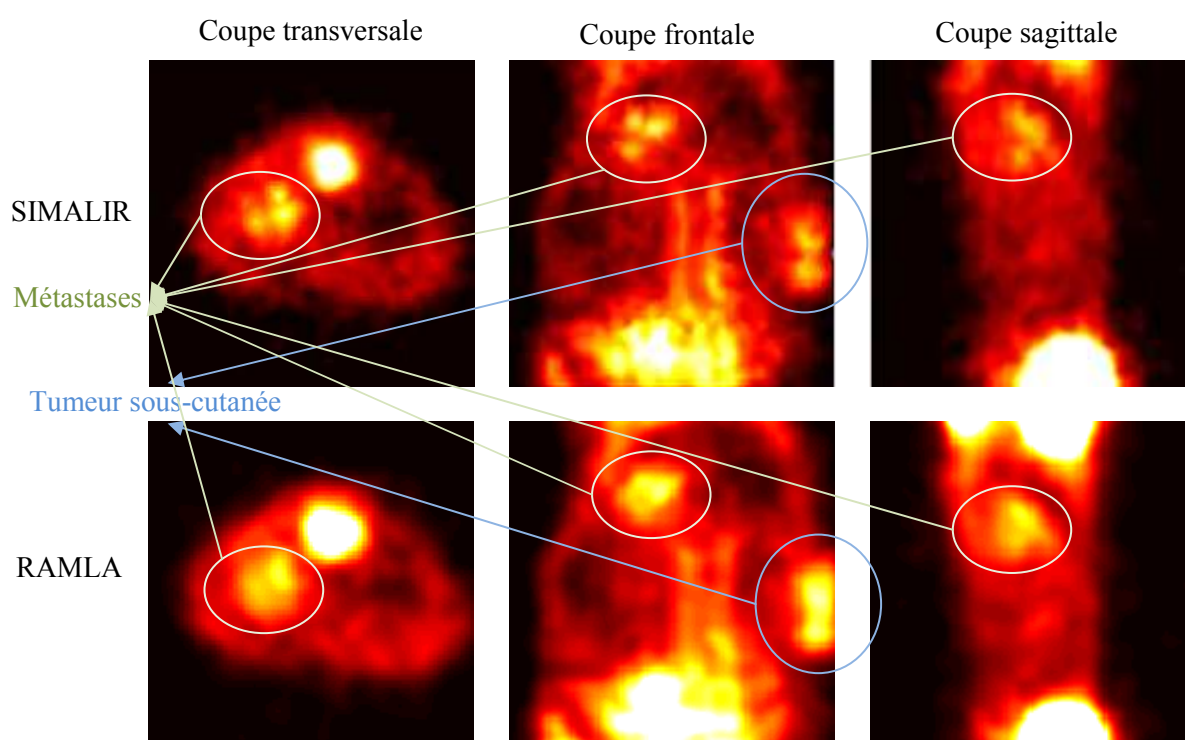 Coupe transversale
Coupe frontale
Coupe sagittale
SIMALIR
Métastases
Tumeur sous-cutanée
RAMLA